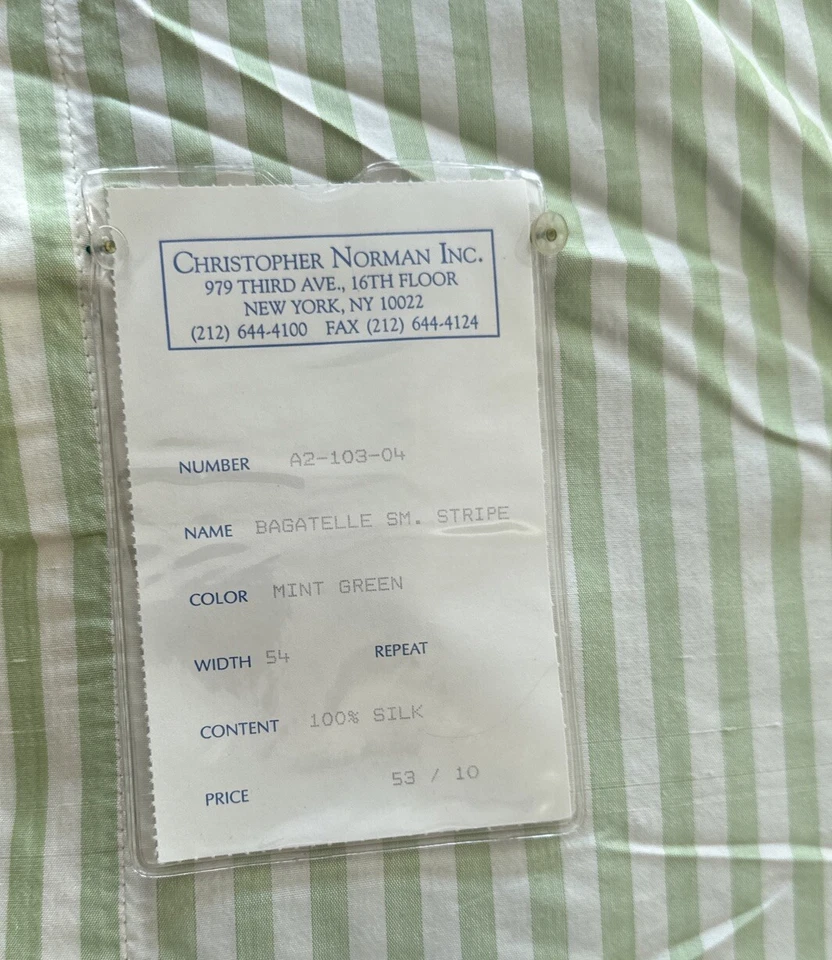 CHRISTOPHER NORMAN INC.
979 THIRD AVE., 16TH FLOOR
NEW YORK, NY 10022
(212) 644-4100 FAX (212) 644-4124
NUMBER A2-103-04
NAME BAGATELLE SM. STRIPE
COLOR MINT GREEN
WIDTH 54 REPEAT
CONTENT 100% SILK
PRICE 53 / 10